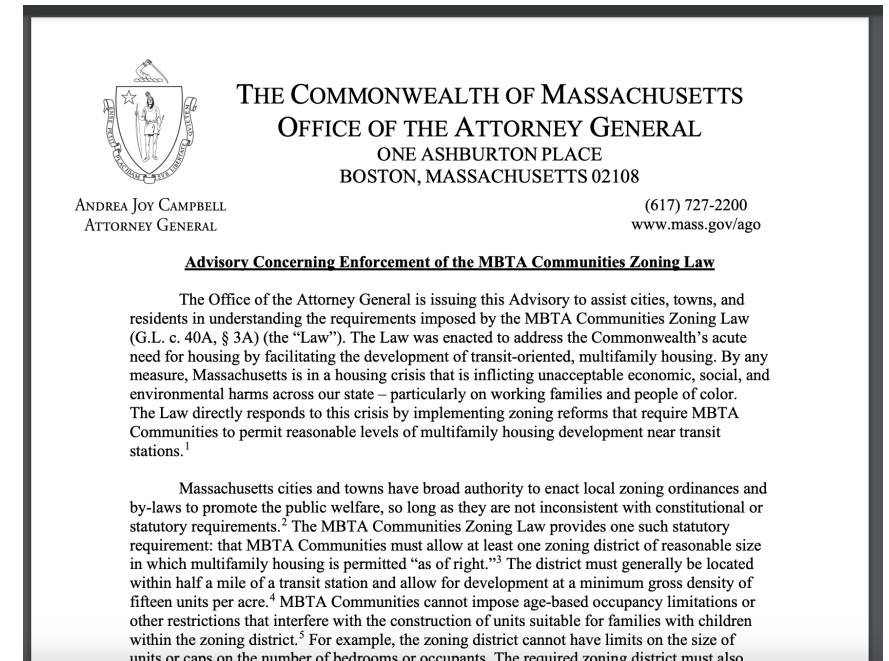 THE COMMONWEALTH OF MASSACHUSETTS
OFFICE OF THE ATTORNEY GENERAL
ONE ASHBURTON PLACE
BOSTON, MASSACHUSETTS 02108
ANDREA JOY CAMPBELL
ATTORNEY GENERAL
(617) 727-2200
www.mass.gov/ago
Advisory Concerning Enforcement of the MBTA Communities Zoning Law
The Office of the Attorney General is issuing this Advisory to assist cities, towns, and
residents in understanding the requirements imposed by the MBTA Communities Zoning Law
(G.L. c. 40A, § 3A) (the “Law”). The Law was enacted to address the Commonwealth’s acute
need for housing by facilitating the development of transit-oriented, multifamily housing. By any
measure, Massachusetts is in a housing crisis that is inflicting unacceptable economic, social, and
environmental harms across our state – particularly on working families and people of color.
The Law directly responds to this crisis by implementing zoning reforms that require MBTA
Communities to permit reasonable levels of multifamily housing development near transit
stations.1
Massachusetts cities and towns have broad authority to enact local zoning ordinances and
by-laws to promote the public welfare, so long as they are not inconsistent with constitutional or
statutory requirements.2 The MBTA Communities Zoning Law provides one such statutory
requirement: that MBTA Communities must allow at least one zoning district of reasonable size
in which multifamily housing is permitted “as of right.”3 The district must generally be located
within half a mile of a transit station and allow for development at a minimum gross density of
fifteen units per acre.4 MBTA Communities cannot impose age-based occupancy limitations or
other restrictions that interfere with the construction of units suitable for families with children
within the zoning district.5 For example, the zoning district cannot have limits on the size of
units or caps on the number of bedrooms or occupants. The required zoning district must also